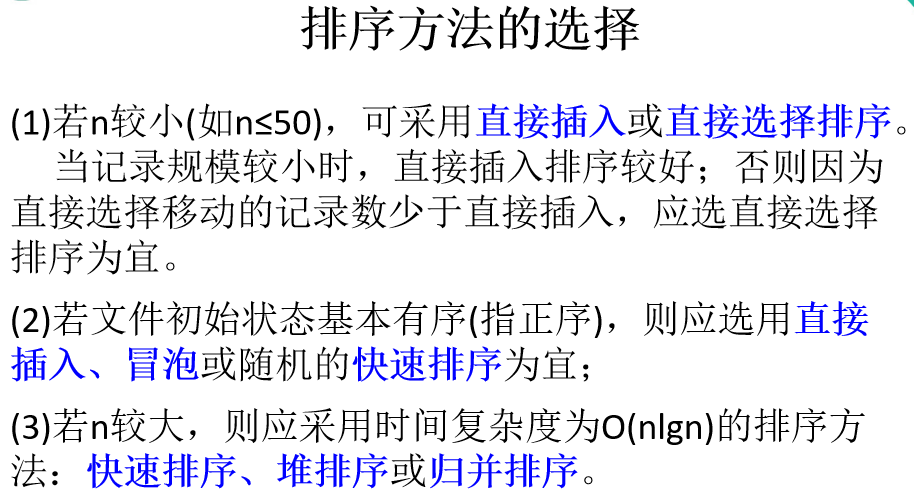 排序方法的选择
(1)若n较小(如n≤50)，可采用直接插入或直接选择排序。
当记录规模较小时，直接插入排序较好；否则因为
直接选择移动的记录数少于直接插入，应选直接选择
排序为宜。
(2)若文件初始状态基本有序(指正序)，则应选用直接
插入、冒泡或随机的快速排序为宜；
(3)若n较大，则应采用时间复杂度为O(nlgn)的排序方
法：快速排序、堆排序或归并排序。